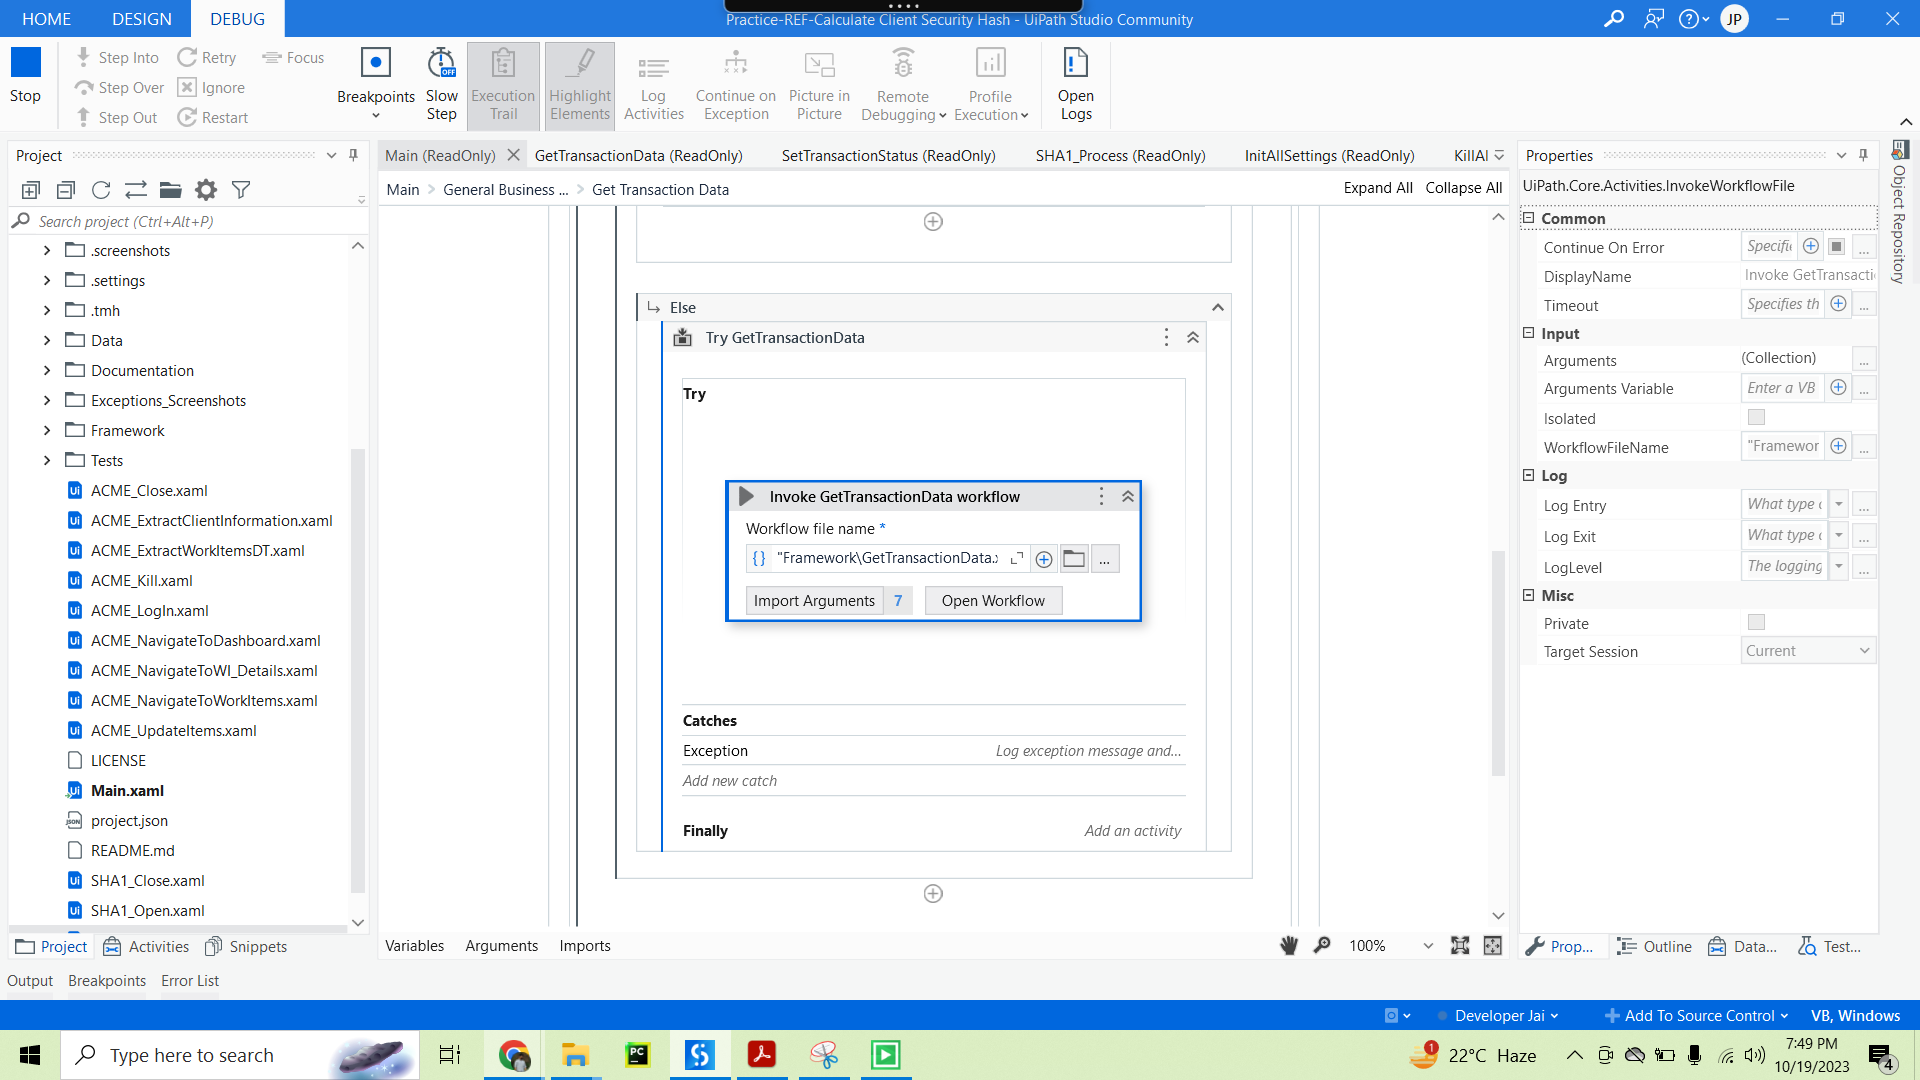 HOME DESIGN DEBUG
Practice-REF-Calculate Client Security Hash - UiPath Studio Community
JP
Stop
Step Into
Step Over
Step Out
Retry
Ignore
Restart
Focus
Breakpoints
Slow Step
OFF
Execution Trail
Highlight Elements
Log Activities
Continue on Exception
Picture in Picture
Remote Debugging
Profile Execution
Open Logs
Project
Search project (Ctrl+Alt+P)
.screenshots
.settings
.tmh
Data
Documentation
Exceptions_Screenshots
Framework
Tests
ACME_Close.xaml
ACME_ExtractClientInformation.xaml
ACME_ExtractWorkItemsDT.xaml
ACME_Kill.xaml
ACME_LogIn.xaml
ACME_NavigateToDashboard.xaml
ACME_NavigateToWI_Details.xaml
ACME_NavigateToWorkItems.xaml
ACME_UpdateItems.xaml
LICENSE
Main.xaml
project.json
README.md
SHA1_Close.xaml
SHA1_Open.xaml
Project Activities Snippets
Main (ReadOnly) GetTransactionData (ReadOnly) SetTransactionStatus (ReadOnly) SHA1_Process (ReadOnly) InitAllSettings (ReadOnly) KillAl
Main > General Business ... > Get Transaction Data
Expand All Collapse All
Else
Try GetTransactionData
Try
Invoke GetTransactionData workflow
Workflow file name *
{} "Framework\GetTransactionData.x ...
Import Arguments 7 Open Workflow
Catches
Exception Log exception message and...
Add new catch
Finally Add an activity
Variables Arguments Imports
100%
Properties
UiPath.Core.Activities.InvokeWorkflowFile
Common
Continue On Error Specifi ...
DisplayName Invoke GetTransacti
Timeout Specifies th ...
Input
Arguments (Collection) ...
Arguments Variable Enter a VB ...
Isolated
WorkflowFileName "Framewor ...
Log
Log Entry What type ...
Log Exit What type ...
LogLevel The logging ...
Misc
Private
Target Session Current
Prop... Outline Data... Test...
Object Repository
Output Breakpoints Error List
Developer Jai Add To Source Control VB, Windows
Type here to search
PC
1
22°C Haze
7:49 PM
10/19/2023
4